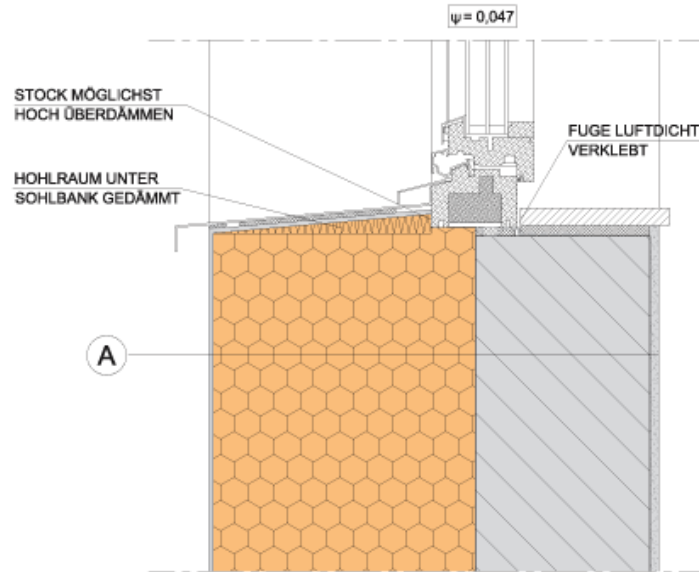 ψ = 0,047
STOCK MÖGLICHST
HOCH ÜBERDÄMMEN
FUGE LUFTDICHT
VERKLEBT
HOHLRAUM UNTER
SOHLBANK GEDÄMMT
A